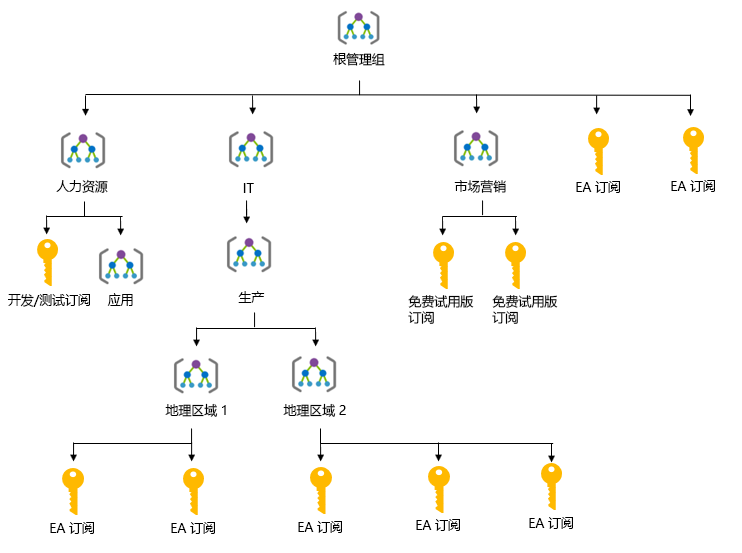 根管理组
人力资源
IT
市场营销
EA 订阅
EA 订阅
开发/测试订阅
应用
生产
免费试用版
订阅
免费试用版
订阅
地理区域 1
地理区域 2
EA 订阅
EA 订阅
EA 订阅
EA 订阅
EA 订阅